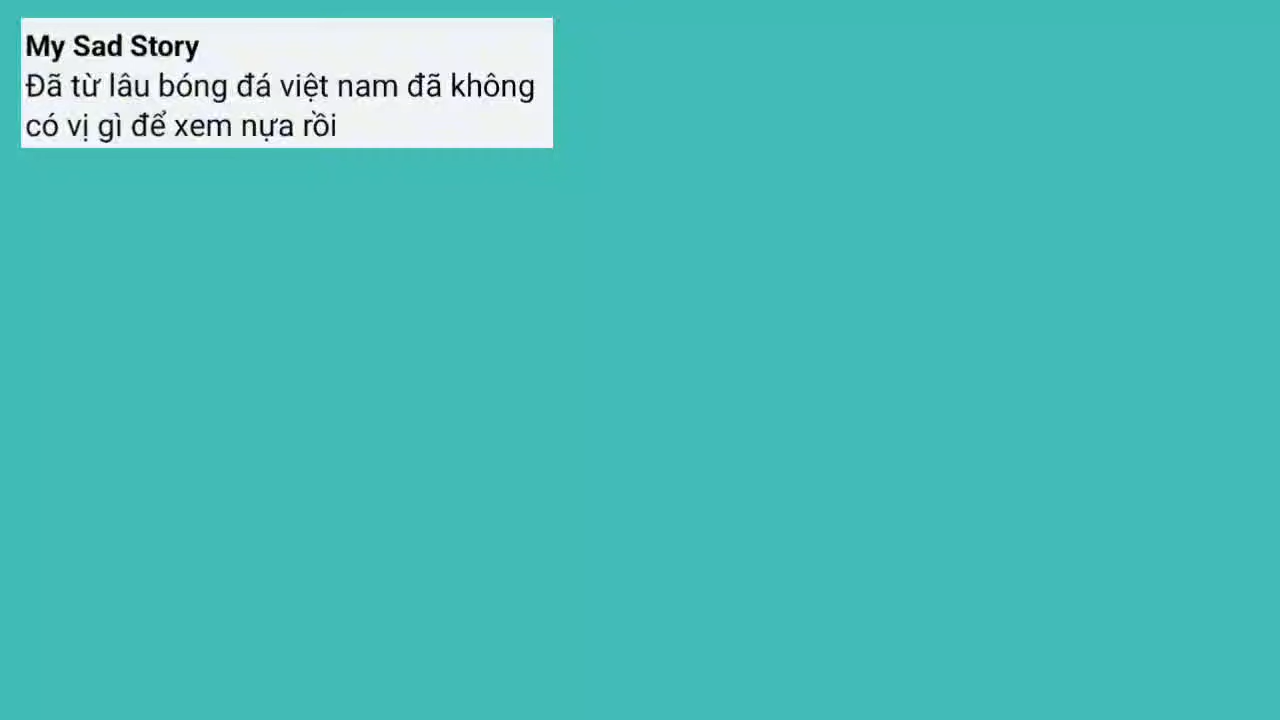 My Sad Story
Đã từ lâu bóng đá việt nam đã không
có vị gì để xem nựa rồi